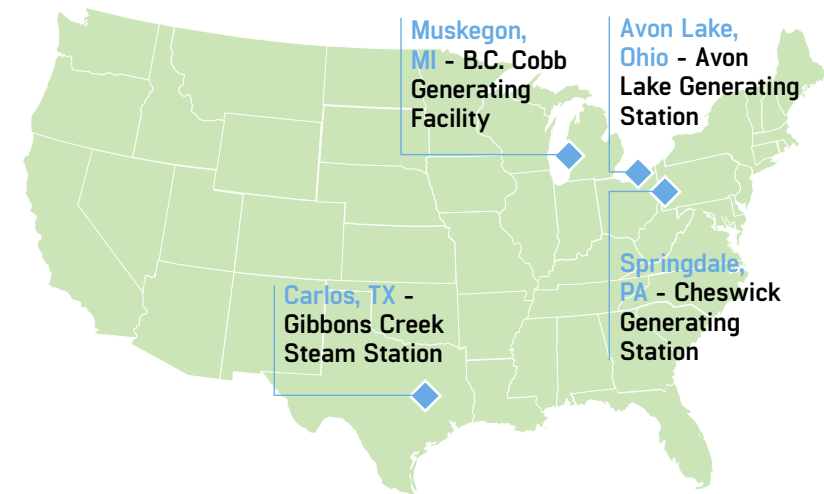 Muskegon,
MI - B.C. Cobb
Generating
Facility
Avon Lake,
Ohio - Avon
Lake Generating
Station
Springdale,
PA - Cheswick
Generating
Station
Carlos, TX -
Gibbons Creek
Steam Station